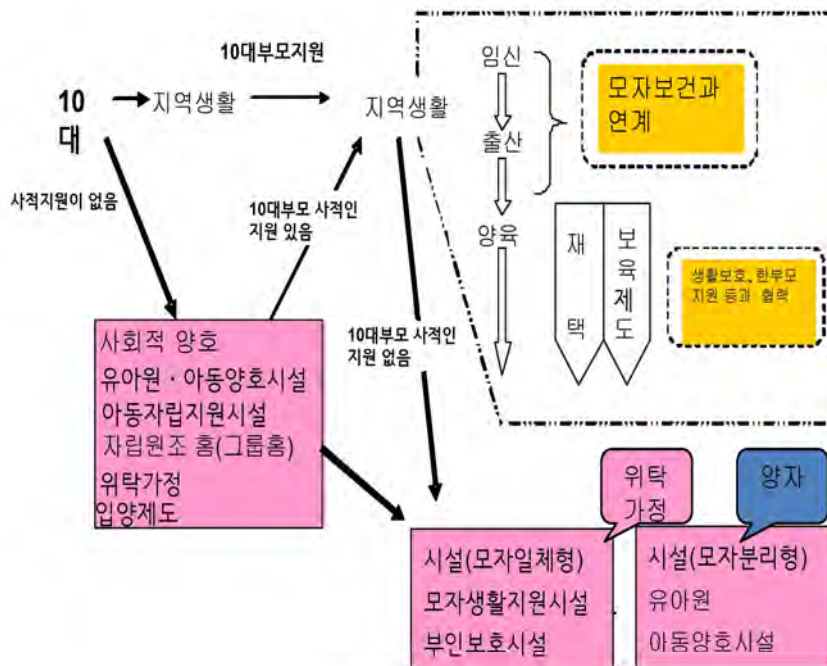 10대부모지원
10
대
지역생활
지역생활
사적지원이 없음
10대부모 사적인
지원 있음
10대부모 사적인
지원 없음
임신
출산
양육
모자보건과
연계
재
택
보
육
제
도
생활보호, 한부모
지원 등과 협력
사회적 양호
유아원·아동양호시설
아동자립지원시설
자립원조 홈(그룹홈)
위탁가정
입양제도
위탁
가정
양자
시설(모자일체형)
모자생활지원시설
부인보호시설
시설(모자분리형)
유아원
아동양호시설